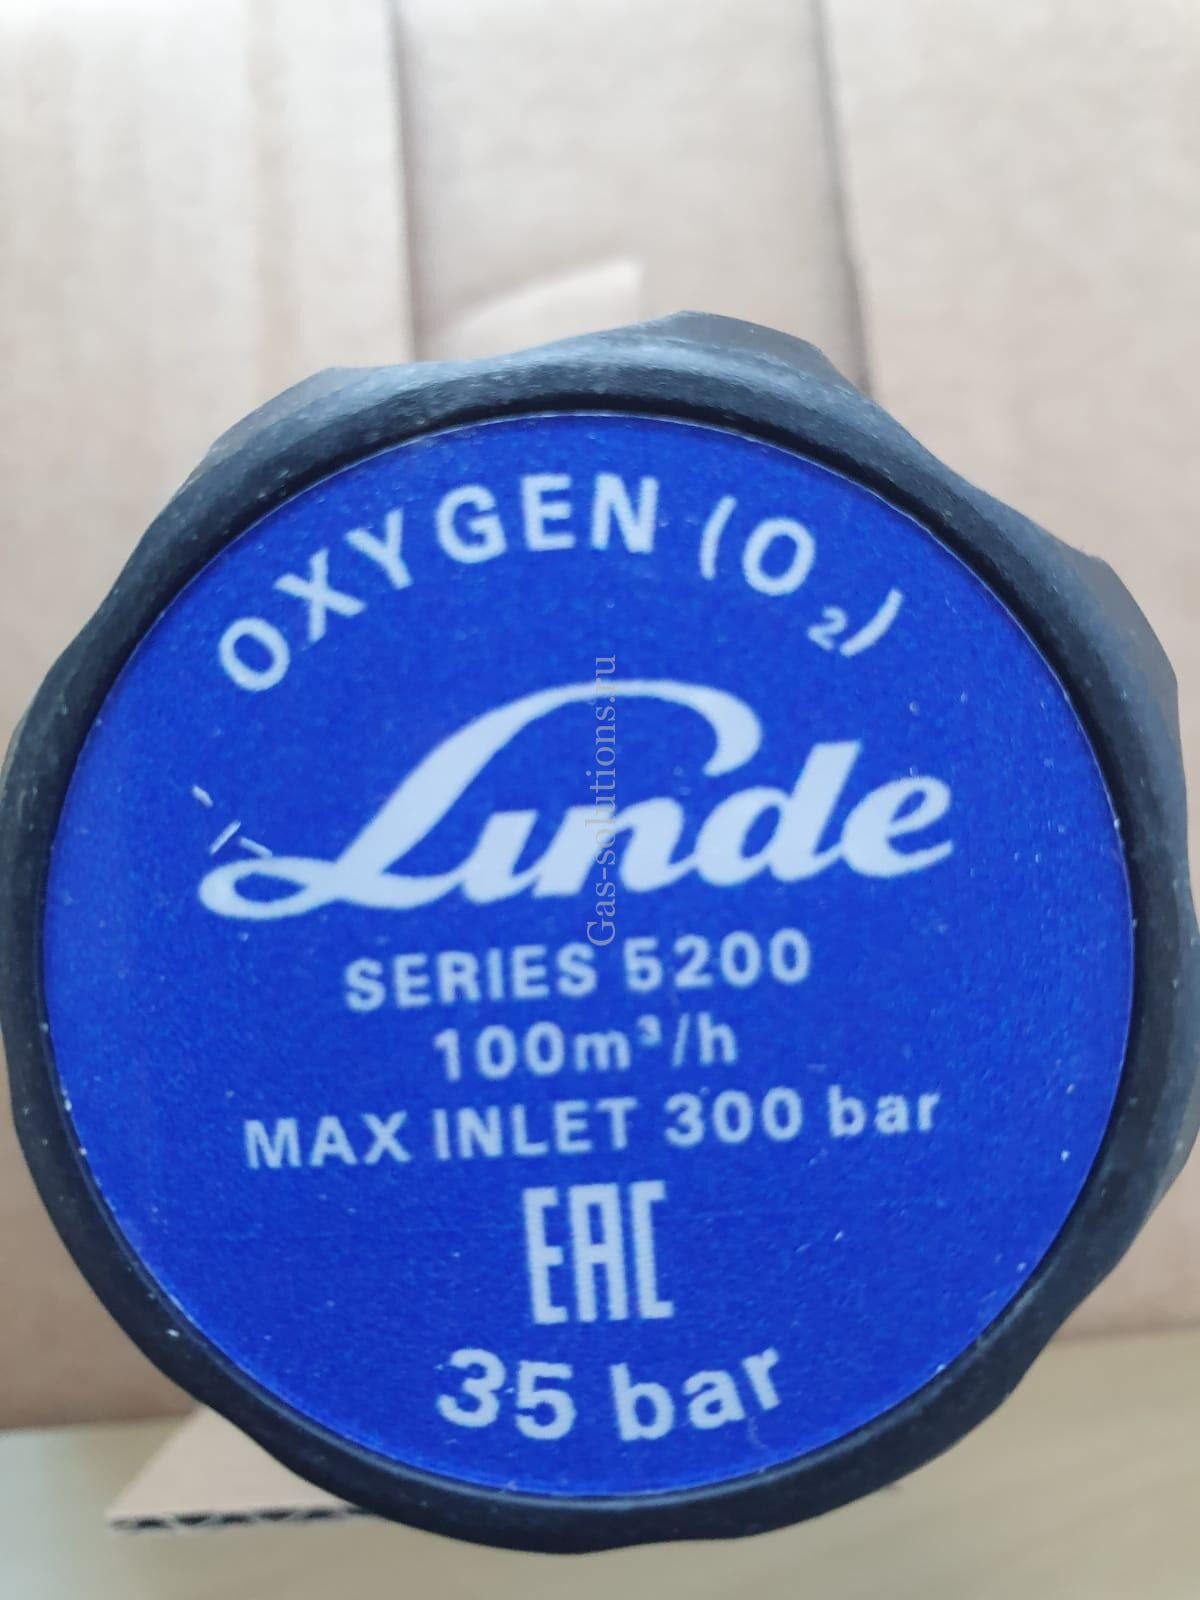 OXYGEN (O₂)
Linde
Gas-solutions.ru
SERIES 5200
100m³/h
MAX INLET 300 bar
EAC
35 bar